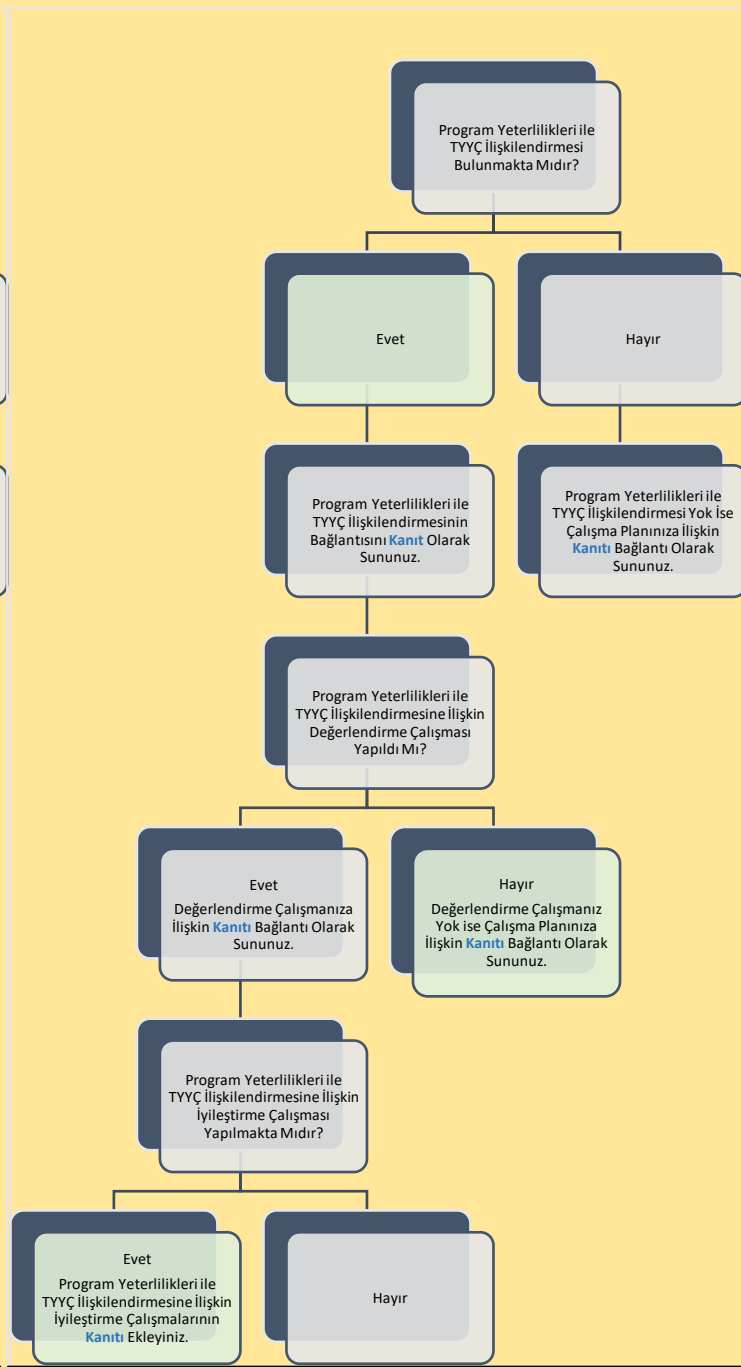 Program Yeterlilikleri ile
TYYÇ İlişkilendirmesi
Bulunmakta Mıdır?
Evet
Hayır
Program Yeterlilikleri ile
TYYÇ İlişkilendirmesinin
Bağlantısını Kanıt Olarak
Sununuz.
Program Yeterlilikleri ile
TYYÇ İlişkilendirmesi Yok İse
Çalışma Planınıza İlişkin
Kanıtı Bağlantı Olarak
Sununuz.
Program Yeterlilikleri ile
TYYÇ İlişkilendirmesine İlişkin
Değerlendirme Çalışması
Yapıldı Mı?
Evet
Değerlendirme Çalışmanıza
İlişkin Kanıtı Bağlantı Olarak
Sununuz.
Hayır
Değerlendirme Çalışmanız
Yok ise Çalışma Planınıza
İlişkin Kanıtı Bağlantı Olarak
Sununuz.
Program Yeterlilikleri ile
TYYÇ İlişkilendirmesine İlişkin
İyileştirme Çalışması
Yapılmakta Mıdır?
Evet
Program Yeterlilikleri ile
TYYÇ İlişkilendirmesine İlişkin
İyileştirme Çalışmalarının
Kanıtı Ekleyiniz.
Hayır